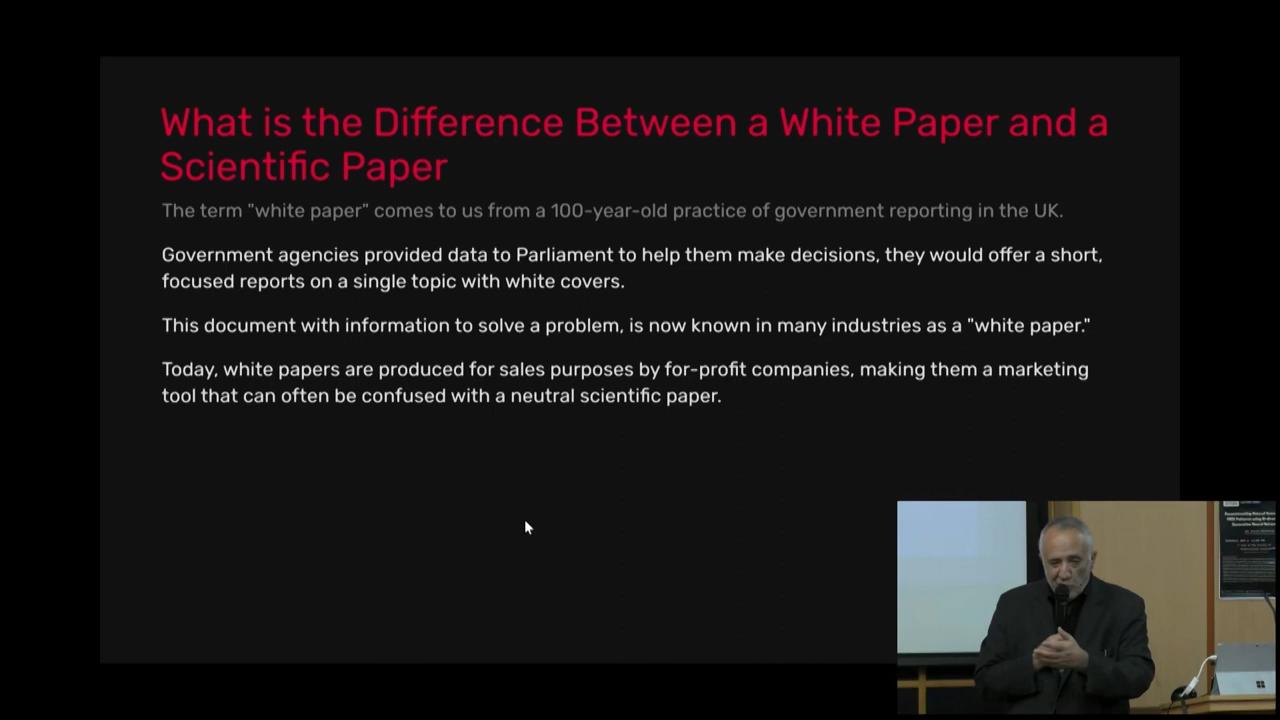 What is the Difference Between a White Paper and a
Scientific Paper
The term "white paper" comes to us from a 100-year-old practice of government reporting in the UK.
Government agencies provided data to Parliament to help them make decisions, they would offer a short,
focused reports on a single topic with white covers.
This document with information to solve a problem, is now known in many industries as a "white paper."
Today, white papers are produced for sales purposes by for-profit companies, making them a marketing
tool that can often be confused with a neutral scientific paper.